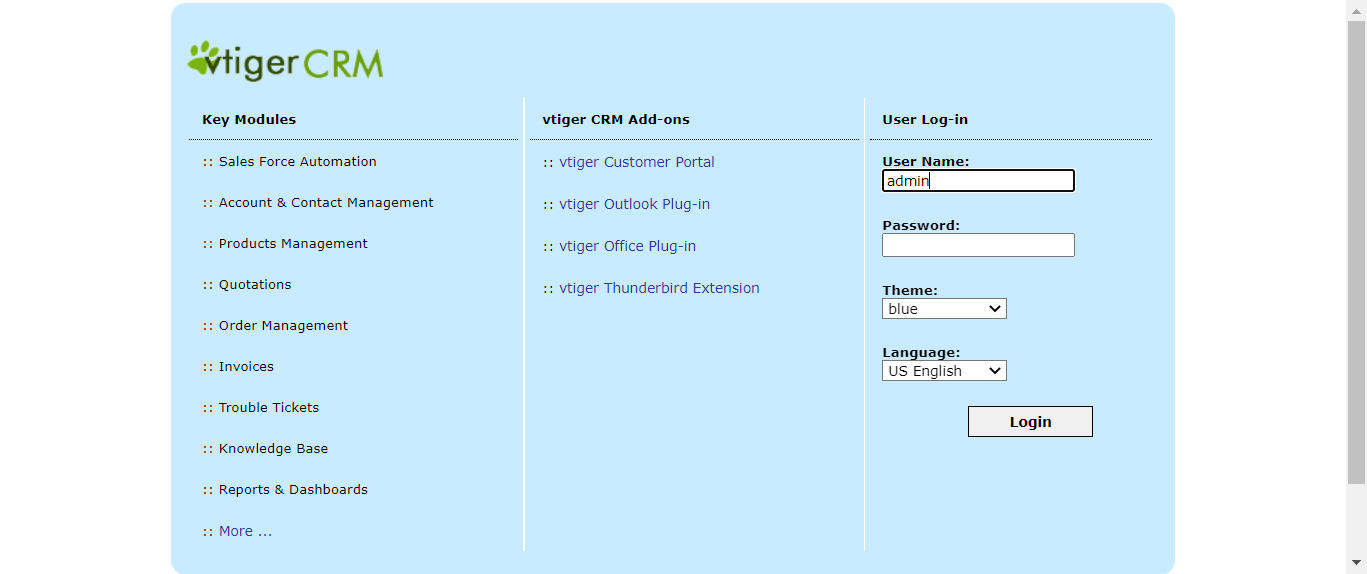 vtiger CRM
Key Modules
:: Sales Force Automation
:: Account & Contact Management
:: Products Management
:: Quotations
:: Order Management
:: Invoices
:: Trouble Tickets
:: Knowledge Base
:: Reports & Dashboards
:: More ...
vtiger CRM Add-ons
:: vtiger Customer Portal
:: vtiger Outlook Plug-in
:: vtiger Office Plug-in
:: vtiger Thunderbird Extension
User Log-in
User Name:
admin
Password:
Theme:
blue
Language:
US English
Login